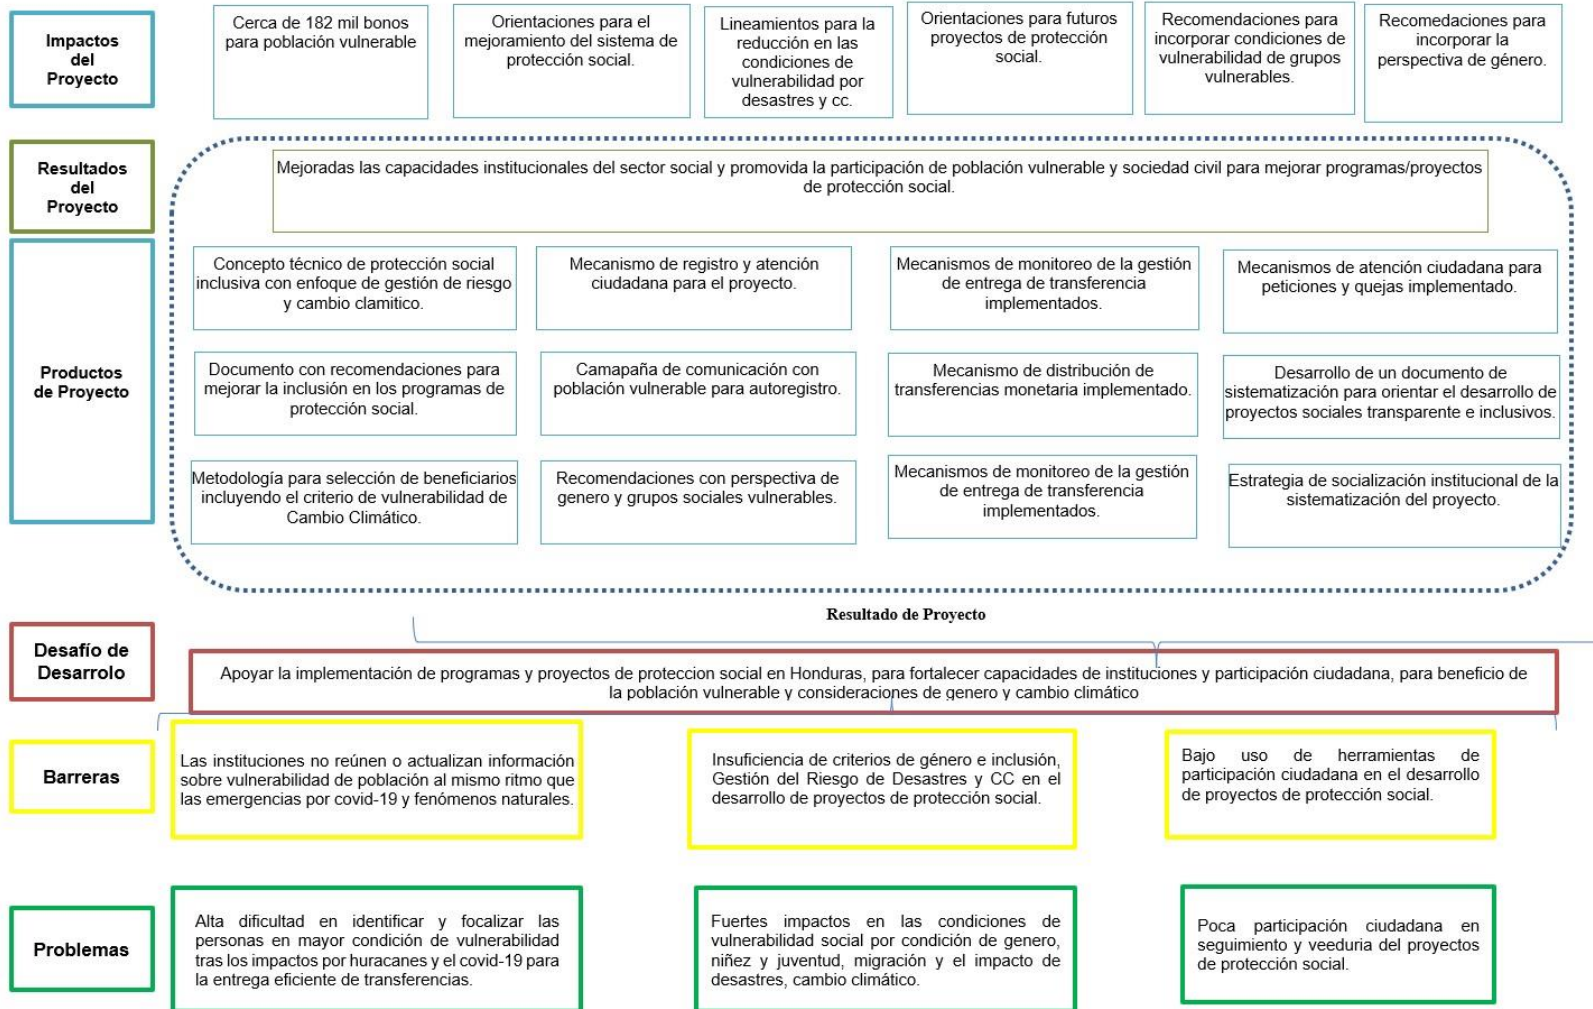 Impactos
del
Proyecto
Cerca de 182 mil bonos
para población vulnerable
Orientaciones para el
mejoramiento del sistema de
protección social.
Lineamientos para la
reducción en las
condiciones de
vulnerabilidad por
desastres y cc.
Orientaciones para futuros
proyectos de protección
social.
Recomendaciones para
incorporar condiciones de
vulnerabilidad de grupos
vulnerables.
Recomedaciones para
incorporar la
perspectiva de género.
Resultados
del
Proyecto
Mejoradas las capacidades institucionales del sector social y promovida la participación de población vulnerable y sociedad civil para mejorar programas/proyectos
de protección social.
Productos
de Proyecto
Concepto técnico de protección social
inclusiva con enfoque de gestión de riesgo
y cambio clamitico.
Mecanismo de registro y atención
ciudadana para el proyecto.
Mecanismos de monitoreo de la gestión
de entrega de transferencia
implementados.
Mecanismos de atención ciudadana para
peticiones y quejas implementado.
Documento con recomendaciones para
mejorar la inclusión en los programas de
protección social.
Camapaña de comunicación con
población vulnerable para autoregistro.
Mecanismo de distribución de
transferencias monetaria implementado.
Desarrollo de un documento de
sistematización para orientar el desarrollo de
proyectos sociales transparente e inclusivos.
Metodología para selección de beneficiarios
incluyendo el criterio de vulnerabilidad de
Cambio Climático.
Recomendaciones con perspectiva de
genero y grupos sociales vulnerables.
Mecanismos de monitoreo de la gestión
de entrega de transferencia
implementados.
Estrategia de socialización institucional de la
sistematización del proyecto.
Resultado de Proyecto
Desafío de
Desarrolo
Apoyar la implementación de programas y proyectos de proteccion social en Honduras, para fortalecer capacidades de instituciones y participación ciudadana, para beneficio de
la población vulnerable y consideraciones de genero y cambio climático
Barreras
Las instituciones no reúnen o actualizan información
sobre vulnerabilidad de población al mismo ritmo que
las emergencias por covid-19 y fenómenos naturales.
Insuficiencia de criterios de género e inclusión,
Gestión del Riesgo de Desastres y CC en el
desarrollo de proyectos de protección social.
Bajo uso de herramientas de
participación ciudadana en el desarrollo
de proyectos de protección social.
Problemas
Alta dificultad en identificar y focalizar las
personas en mayor condición de vulnerabilidad
tras los impactos por huracanes y el covid-19 para
la entrega eficiente de transferencias.
Fuertes impactos en las condiciones de
vulnerabilidad social por condición de genero,
niñez y juventud, migración y el impacto de
desastres, cambio climático.
Poca participación ciudadana en
seguimiento y veeduria del proyectos
de protección social.